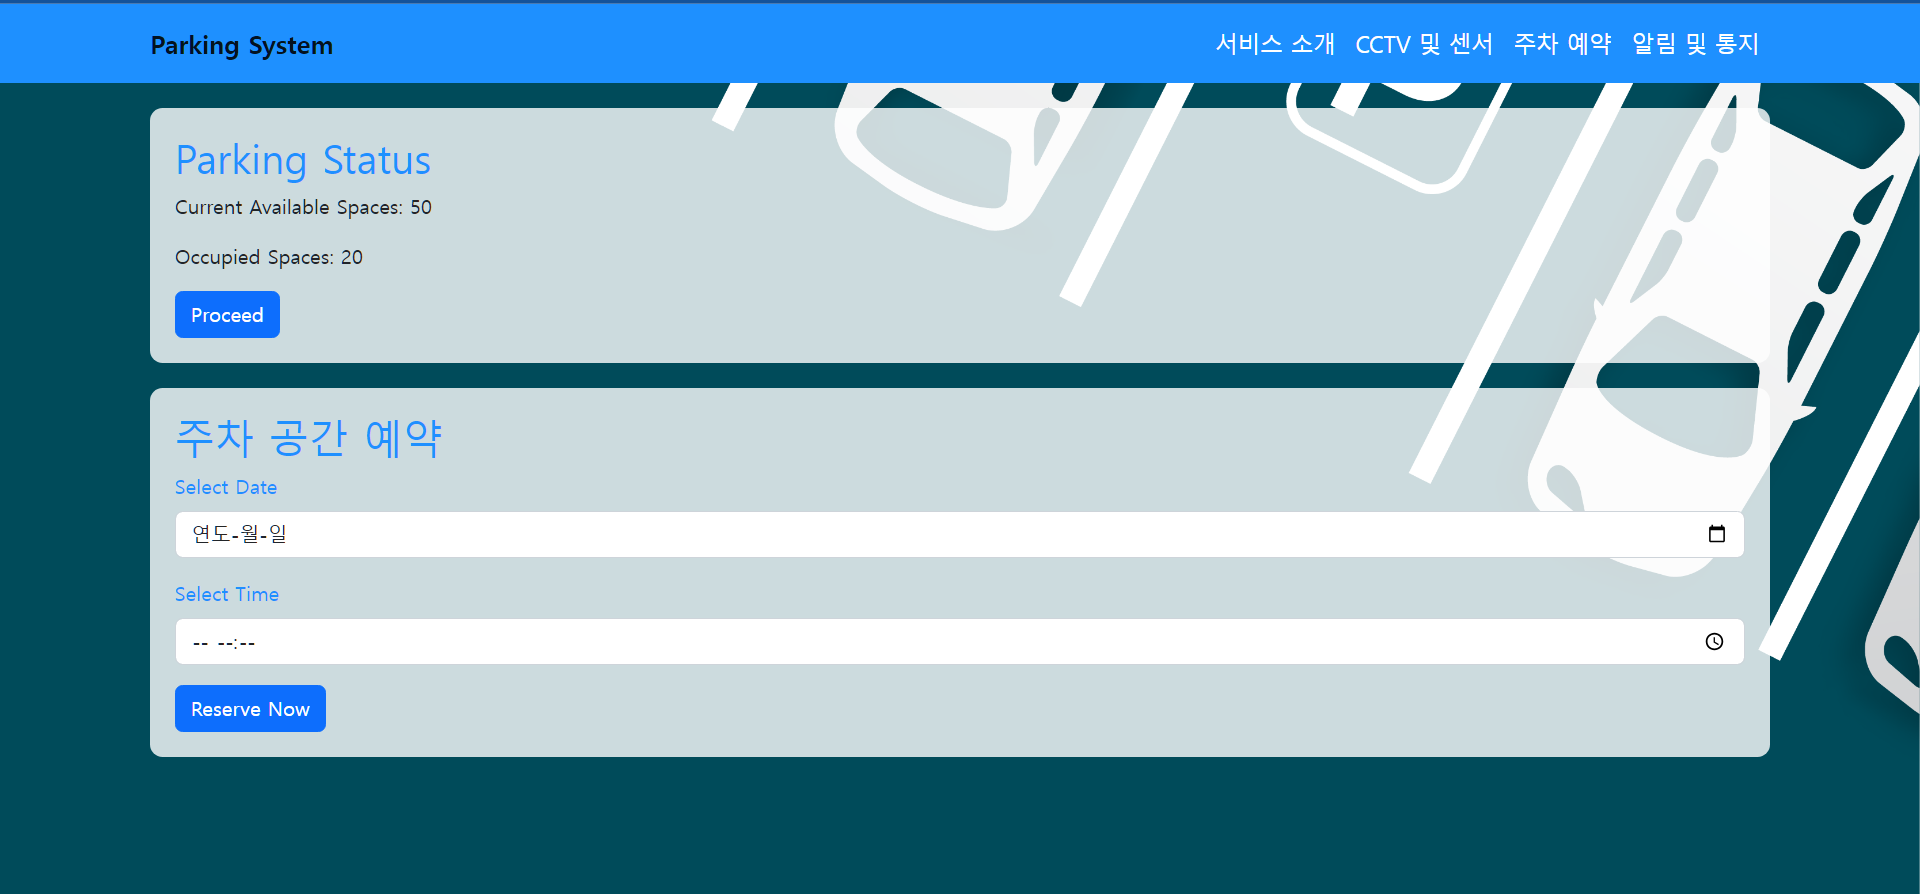 Parking System
서비스 소개 CCTV 및 센서 주차 예약 알림 및 통지
Parking Status
Current Available Spaces: 50
Occupied Spaces: 20
Proceed
주차 공간 예약
Select Date
연도-월-일
Select Time
-- --:--
Reserve Now